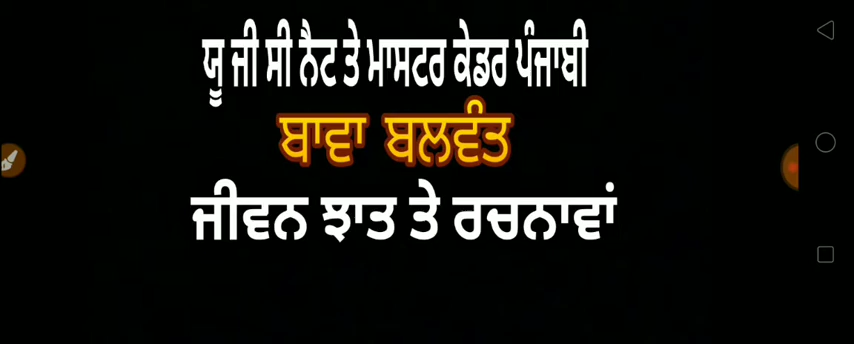 ਯੂ ਜੀ ਸੀ ਨੈਟ ਤੇ ਮਾਸਟਰ ਕੇਡਰ ਪੰਜਾਬੀ
ਬਾਵਾ ਬਲਵੰਤ
ਜੀਵਨ ਝਾਤ ਤੇ ਰਚਨਾਵਾਂ